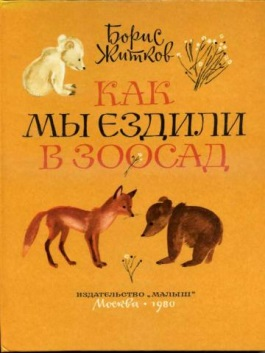 Борис
Житков
КАК
МЫ ЕЗДИЛИ
В ЗООСАД
ИЗДАТЕЛЬСТВО „МАЛЫШ“
Москва • 1980